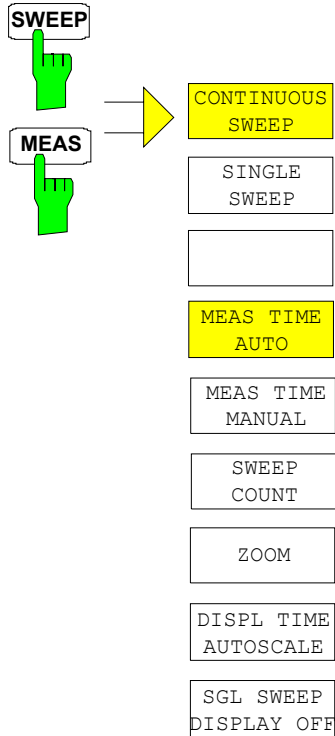 SWEEP
MEAS
CONTINUOUS
SWEEP
SINGLE
SWEEP
MEAS TIME
AUTO
MEAS TIME
MANUAL
SWEEP
COUNT
ZOOM
DISPL TIME
AUTOSCALE
SGL SWEEP
DISPLAY OFF